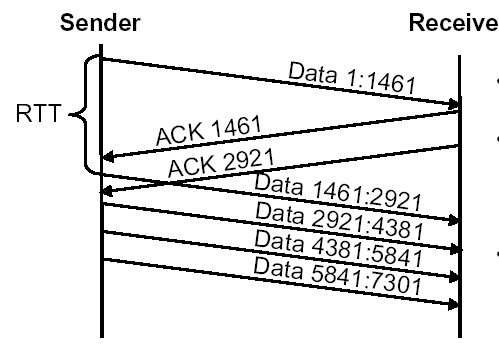 Sender
Receive
Data 1:1461
RTT
ACK 1461
ACK 2921
Data 1461:2921
Data 2921:4381
Data 4381:5841
Data 5841:7301